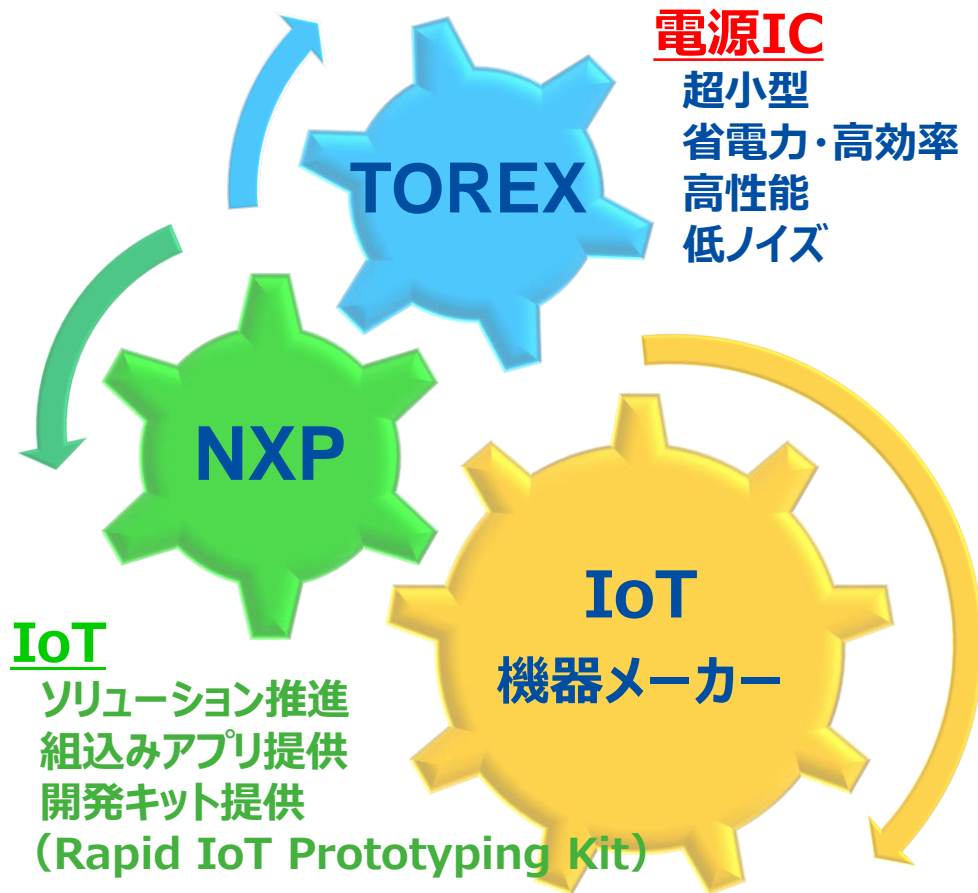 電源IC
超小型
省電力・高効率
高性能
低ノイズ
TOREX
NXP
IoT
機器メーカー
IoT
ソリューション推進
組込みアプリ提供
開発キット提供
（Rapid IoT Prototyping Kit）